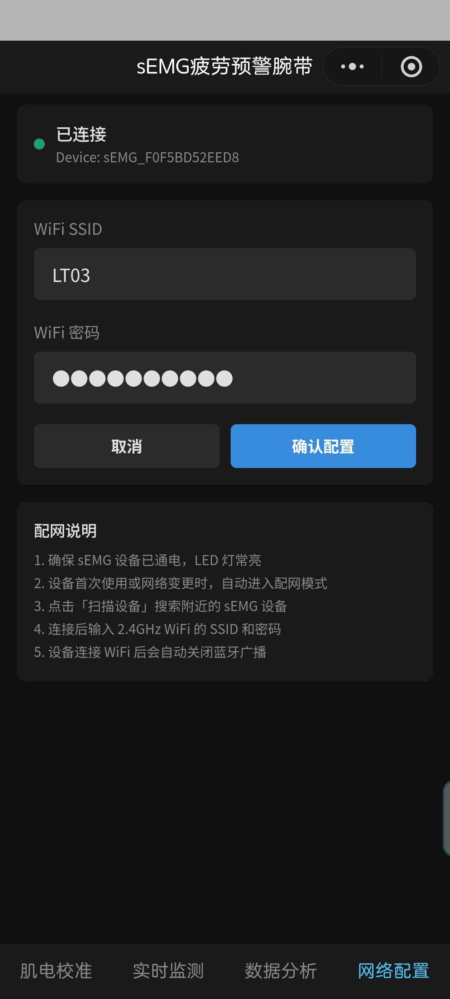 sEMG疲劳预警腕带
已连接
Device: sEMG_F0F5BD52EED8
WiFi SSID
LT03
WiFi 密码
●●●●●●●●●●
取消
确认配置
配网说明
1. 确保 sEMG 设备已通电，LED 灯常亮
2. 设备首次使用或网络变更时，自动进入配网模式
3. 点击「扫描设备」搜索附近的 sEMG 设备
4. 连接后输入 2.4GHz WiFi 的 SSID 和密码
5. 设备连接 WiFi 后会自动关闭蓝牙广播
肌电校准
实时监测
数据分析
网络配置